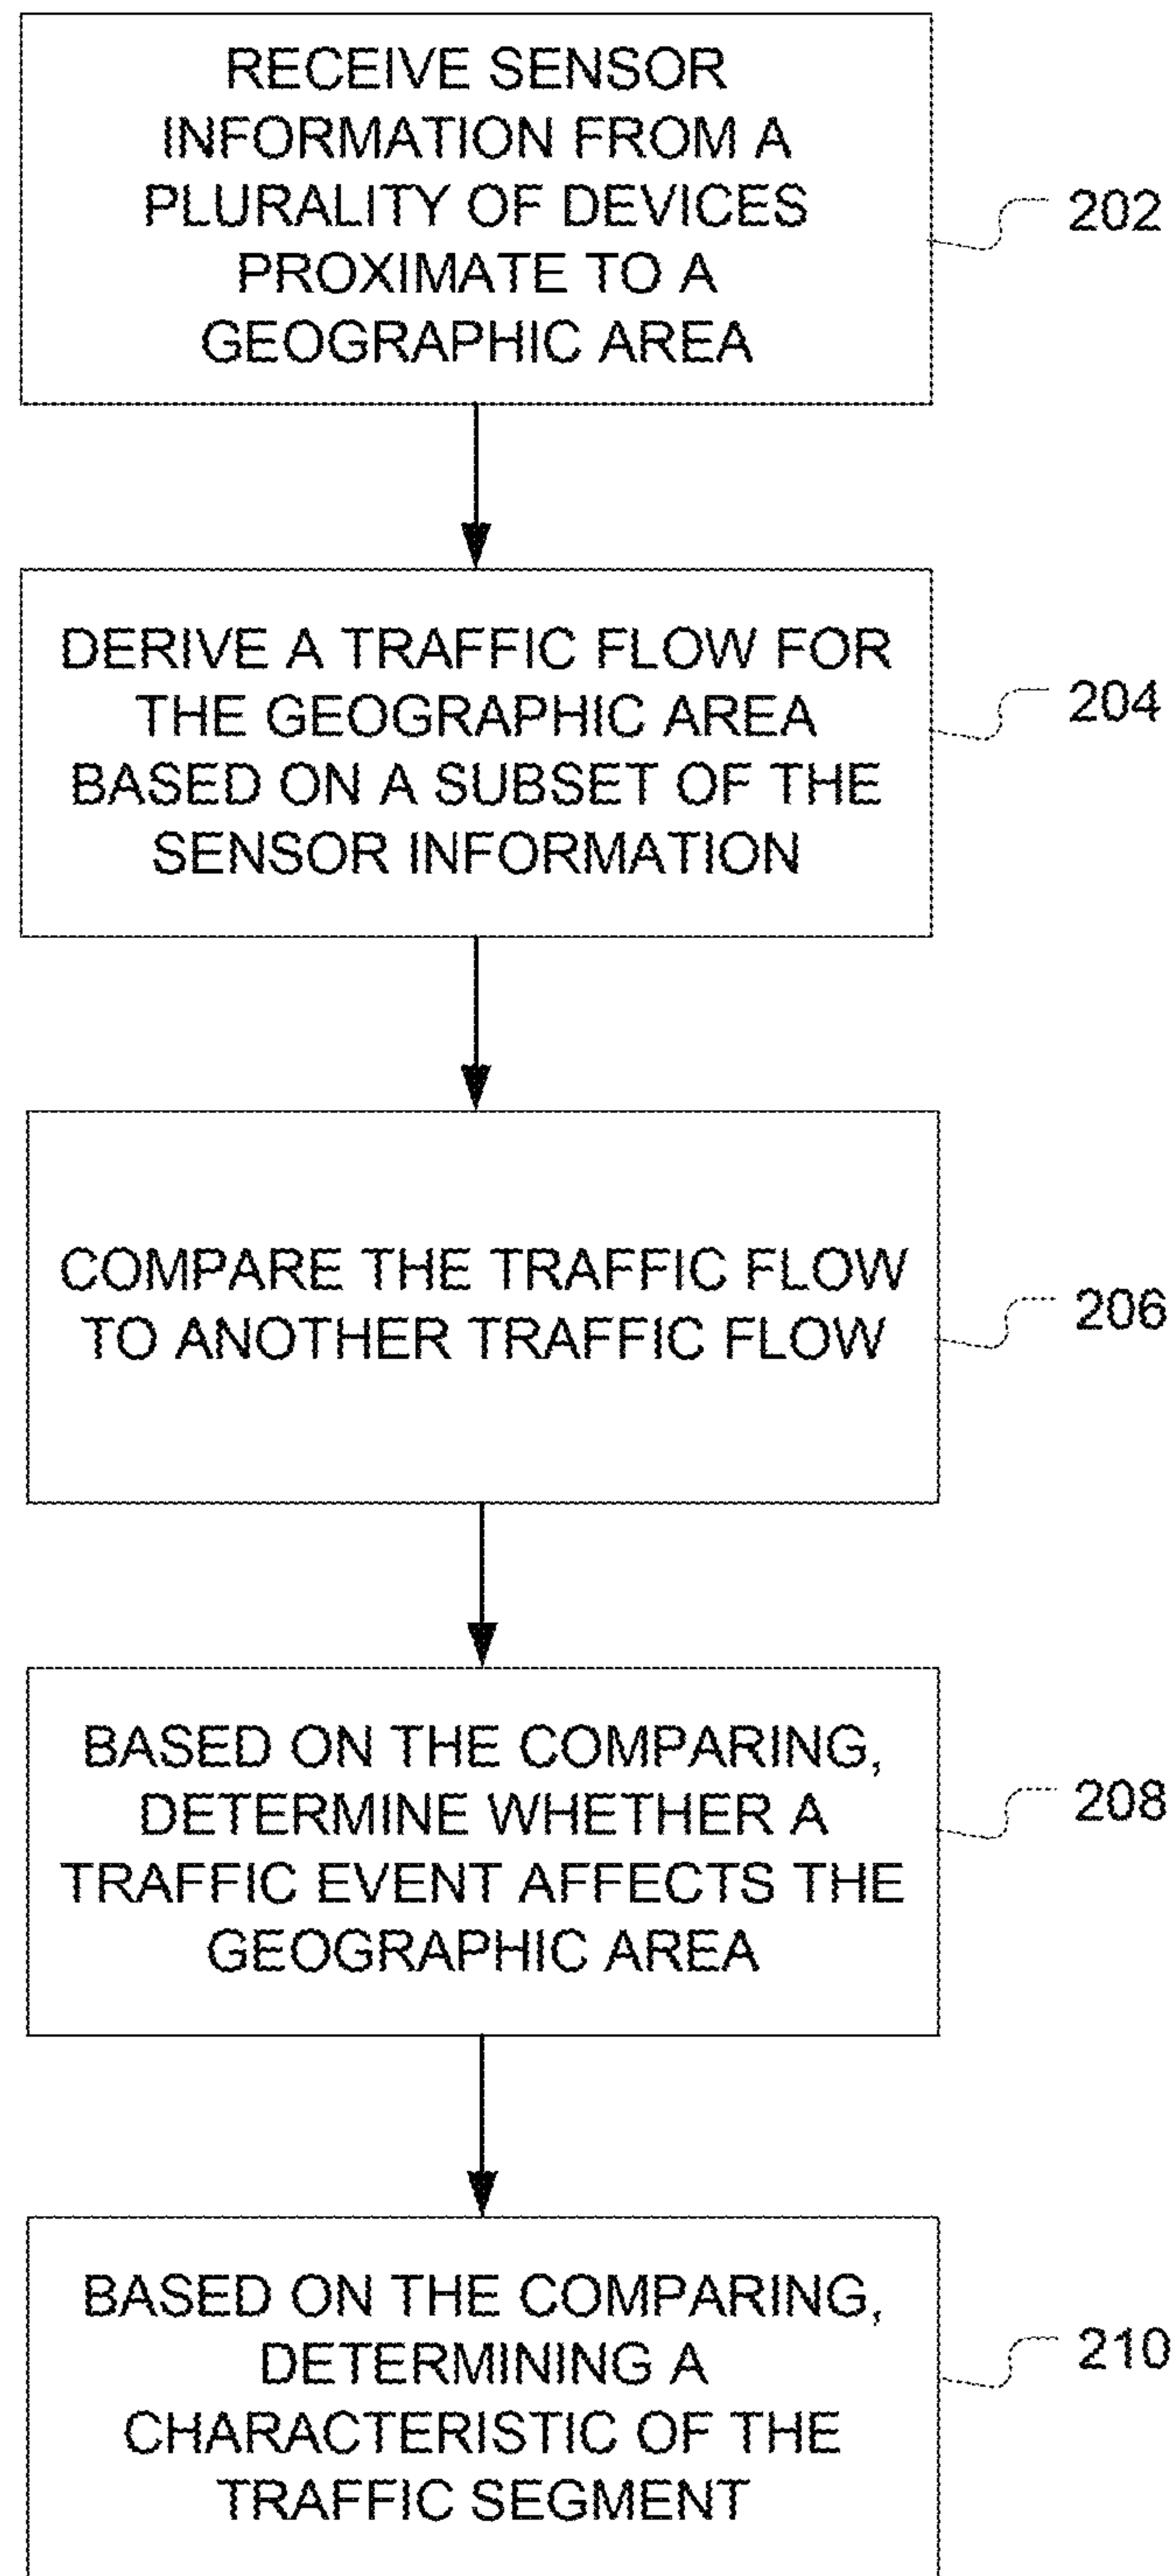 RECEIVE SENSOR
INFORMATION FROM A
PLURALITY OF DEVICES
PROXIMATE TO A
GEOGRAPHIC AREA
202
DERIVE A TRAFFIC FLOW FOR
THE GEOGRAPHIC AREA
BASED ON A SUBSET OF THE
SENSOR INFORMATION
204
COMPARE THE TRAFFIC FLOW
TO ANOTHER TRAFFIC FLOW
206
BASED ON THE COMPARING,
DETERMINE WHETHER A
TRAFFIC EVENT AFFECTS THE
GEOGRAPHIC AREA
208
BASED ON THE COMPARING,
DETERMINING A
CHARACTERISTIC OF THE
TRAFFIC SEGMENT
210